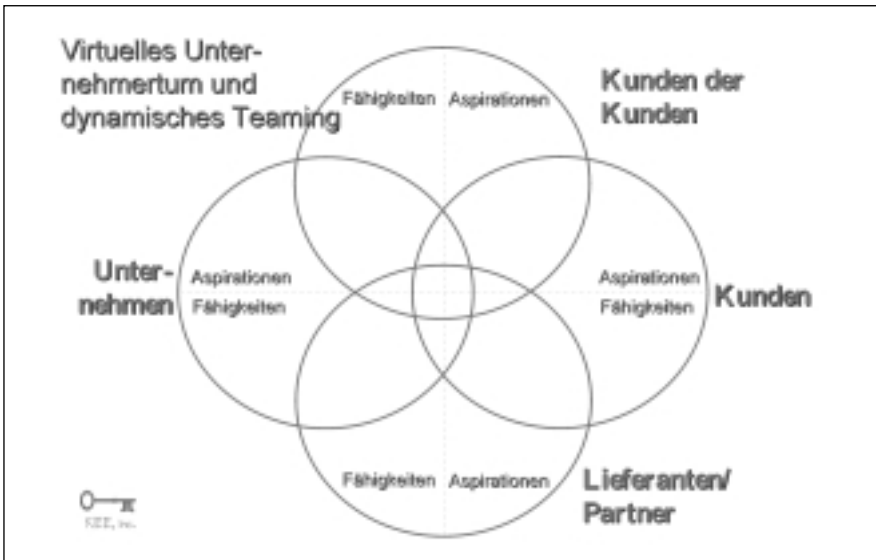 Virtuelles Unter-
nehmertum und
dynamisches Teaming
Fähigkeiten Aspirationen
Kunden der
Kunden
Unter-
nehmen
Aspirationen
Fähigkeiten
Aspirationen
Fähigkeiten
Kunden
Fähigkeiten Aspirationen
Lieferanten/
Partner